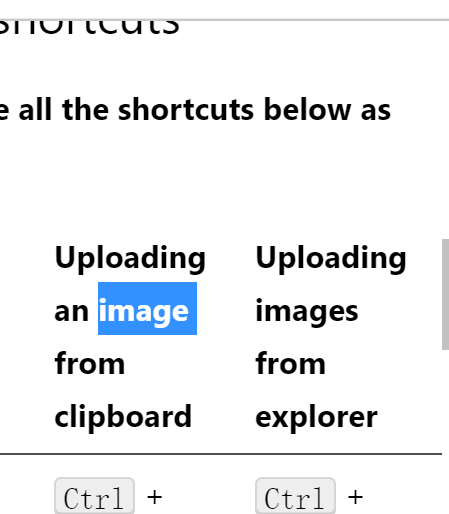 shortcuts
e all the shortcuts below as
Uploading
an image
from
clipboard
Uploading
images
from
explorer
Ctrl +
Ctrl +